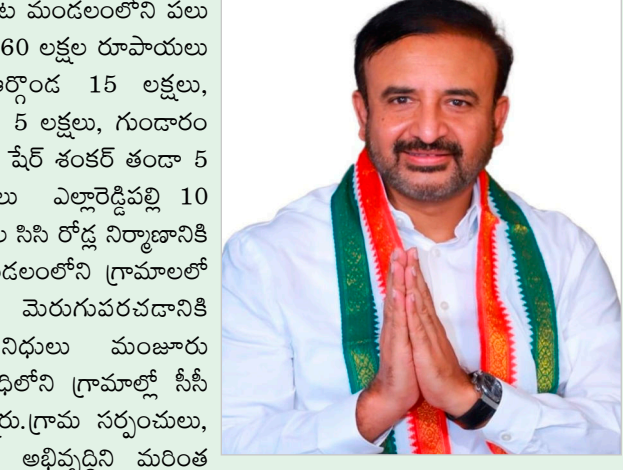 ట మండలంలోని పలు
60 లక్షల రూపాయలు
ర్గొండ 15 లక్షలు,
5 లక్షలు, గుండారం
షేర్ శంకర్ తండా 5
లు ఎల్లారెడ్డిపల్లి 10
ల సిసి రోడ్ల నిర్మాణానికి
డలంలోని గ్రామాలలో
మెరుగుపరచడానికి
నిధులు మంజూరు
ధిలోని గ్రామాల్లో సీసీ
రు.గ్రామ సర్పంచులు,
అభివృద్ధిని మరింత